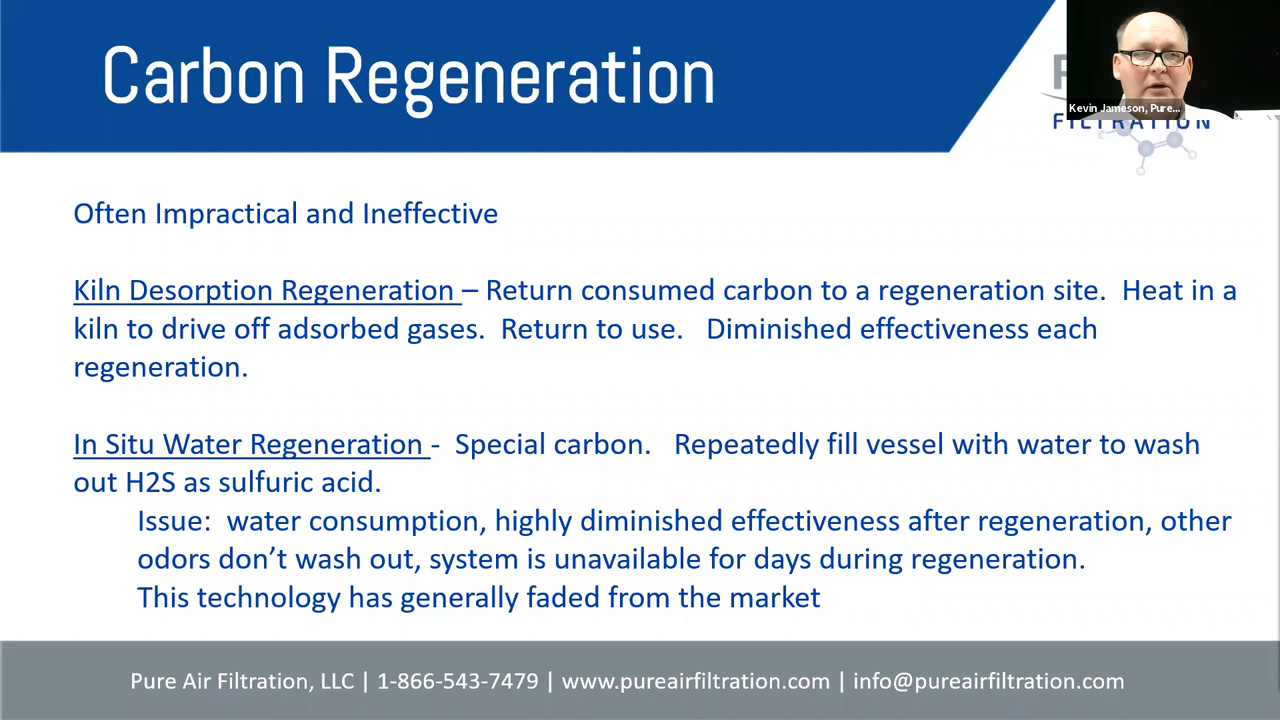 Carbon Regeneration
Kevin Jameson, Pure...
FILTRATION
Often Impractical and Ineffective
Kiln Desorption Regeneration – Return consumed carbon to a regeneration site. Heat in a
kiln to drive off adsorbed gases. Return to use. Diminished effectiveness each
regeneration.
In Situ Water Regeneration - Special carbon. Repeatedly fill vessel with water to wash
out H2S as sulfuric acid.
Issue: water consumption, highly diminished effectiveness after regeneration, other
odors don’t wash out, system is unavailable for days during regeneration.
This technology has generally faded from the market
Pure Air Filtration, LLC | 1-866-543-7479 | www.pureairfiltration.com | info@pureairfiltration.com